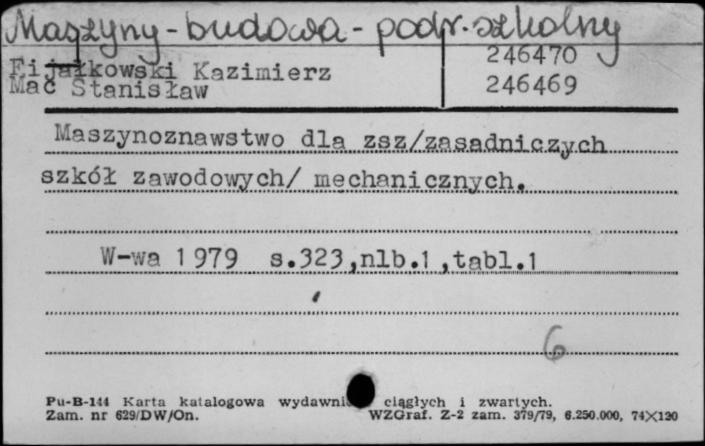 Maszyny - budowa - podr. szkolny
246470
Fijałkowski Kazimierz
Mac Stanisław
246469
Maszynoznawstwo dla zsz/zasadniczych
szkół zawodowych/ mechanicznych.
W-wa 1979 s.323,nlb.1,tabl.1
6
Pu-B-144 Karta katalogowa wydawni ciągłych i zwartych.
Zam. nr 629/DW/On. WZGraf. Z-2 zam. 379/79, 6.250.000, 74X120